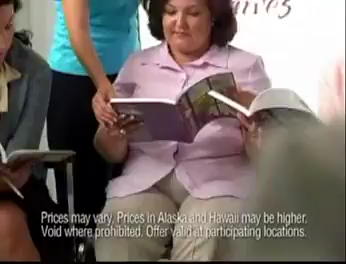 Prices may vary. Prices in Alaska and Hawaii may be higher.
Void where prohibited. Offer valid at participating locations.